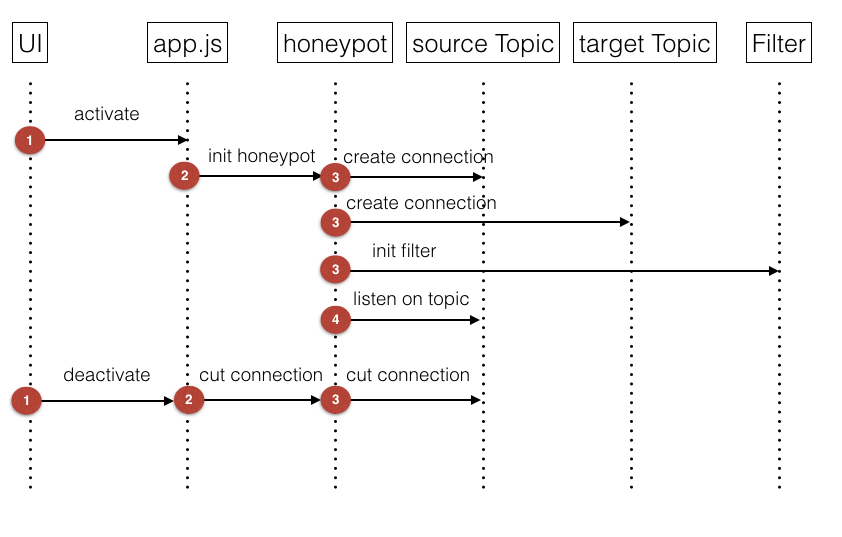 UI app.js honeypot source Topic target Topic Filter
activate
1
init honeypot create connection
2 3
create connection
3
init filter
3
listen on topic
4
deactivate cut connection cut connection
1 2 3